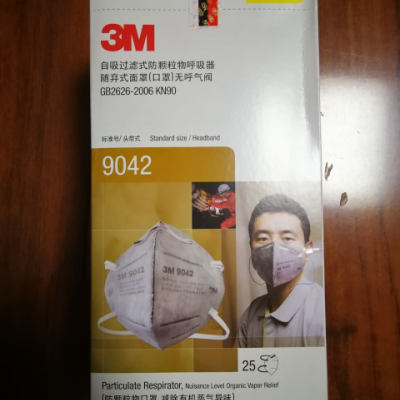 3M
自吸过滤式防颗粒物呼吸器
随弃式面罩(口罩)无呼气阀
GB2626-2006 KN90
标准号/头带式 Standard size / Headband
9042
3M 9042
3M
25
Particulate Respirator, Nuisance Level Organic Vapor Relief
(防颗粒物口罩,减除有机蒸气异味)